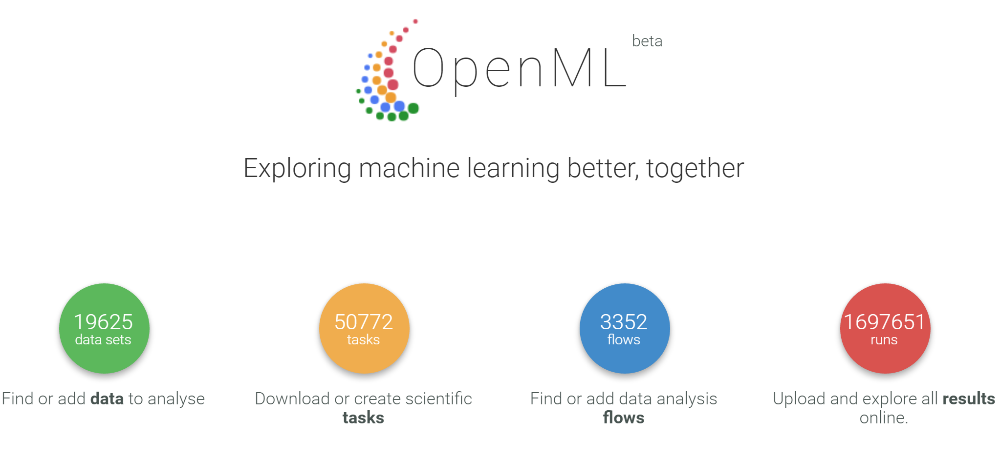 OpenML beta
Exploring machine learning better, together
19625
data sets
Find or add data to analyse
50772
tasks
Download or create scientific
tasks
3352
flows
Find or add data analysis
flows
1697651
runs
Upload and explore all results
online.